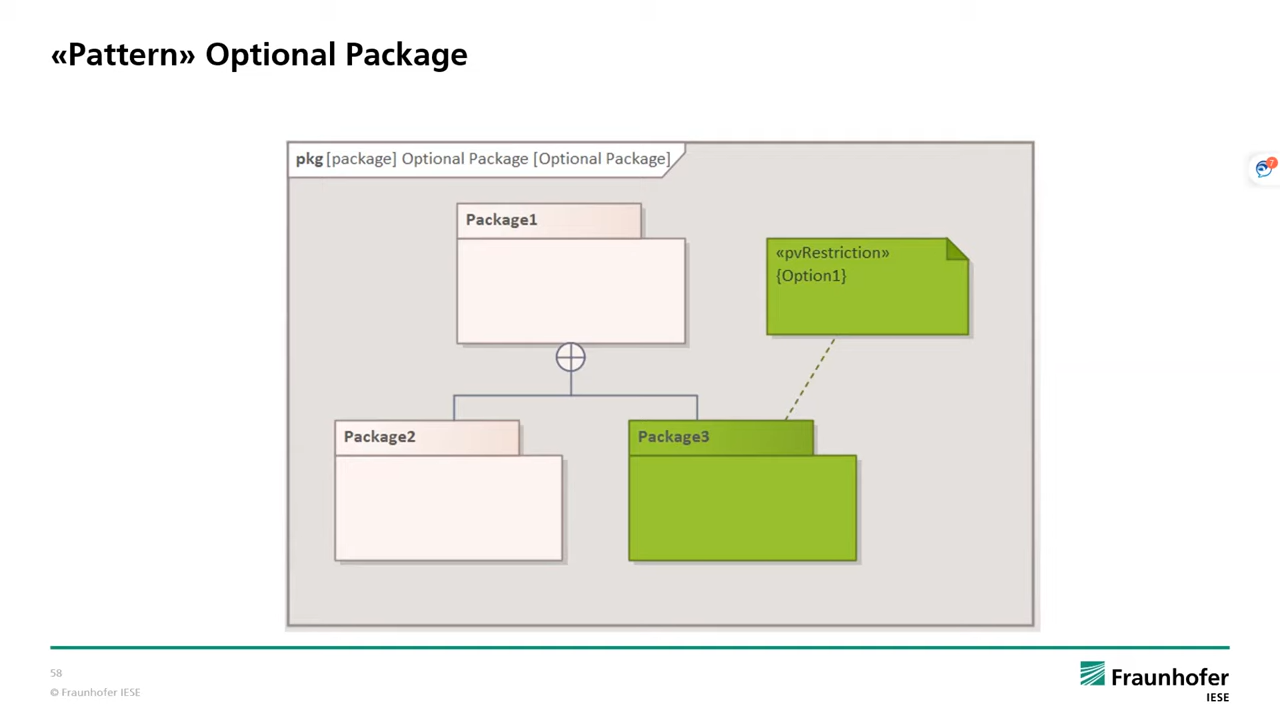 «Pattern» Optional Package
pkg [package] Optional Package [Optional Package]
Package1
«pvRestriction»
{Option1}
Package2
Package3
7
58
© Fraunhofer IESE
Fraunhofer
IESE